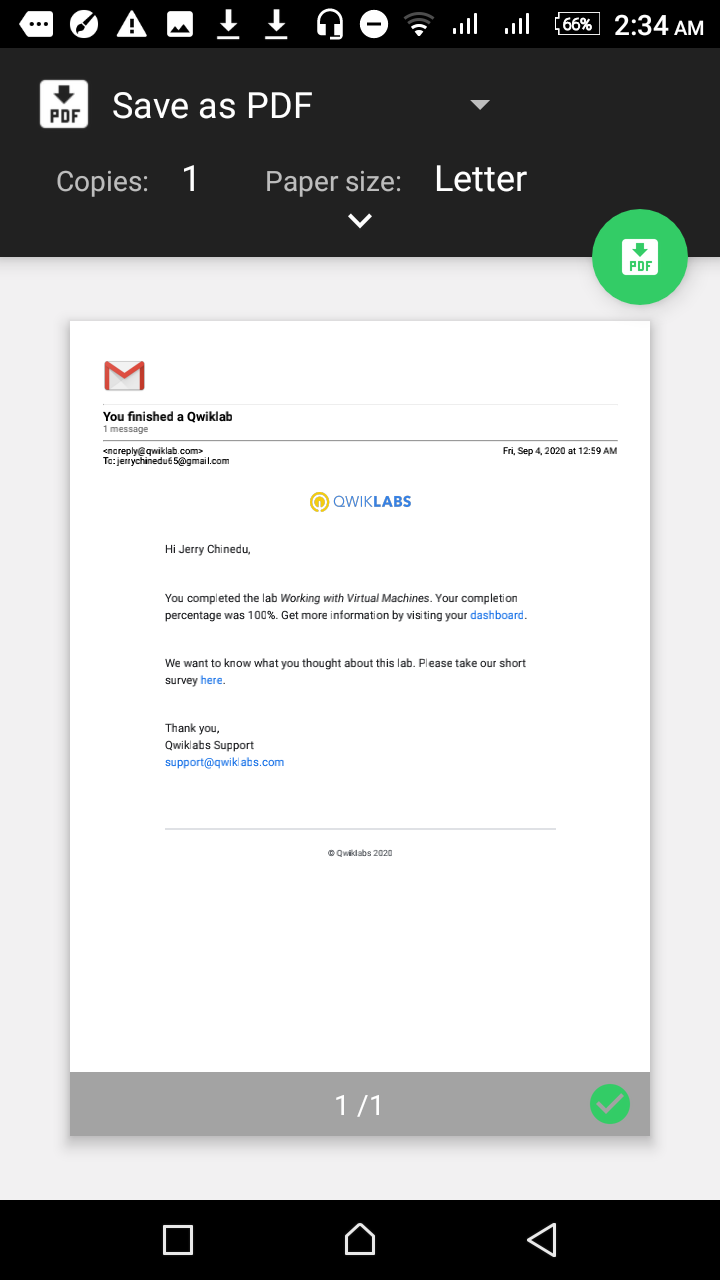 66% 2:34 AM
PDF Save as PDF
Copies: 1 Paper size: Letter
PDF
You finished a Qwiklab
1 message
<noreply@qwiklab.com> Fri, Sep 4, 2020 at 12:59 AM
To: jerrychinedu65@gmail.com
QWIKLABS
Hi Jerry Chinedu,
You completed the lab Working with Virtual Machines. Your completion
percentage was 100%. Get more information by visiting your dashboard.
We want to know what you thought about this lab. Please take our short
survey here.
Thank you,
Qwiklabs Support
support@qwiklabs.com
© Qwiklabs 2020
1 /1